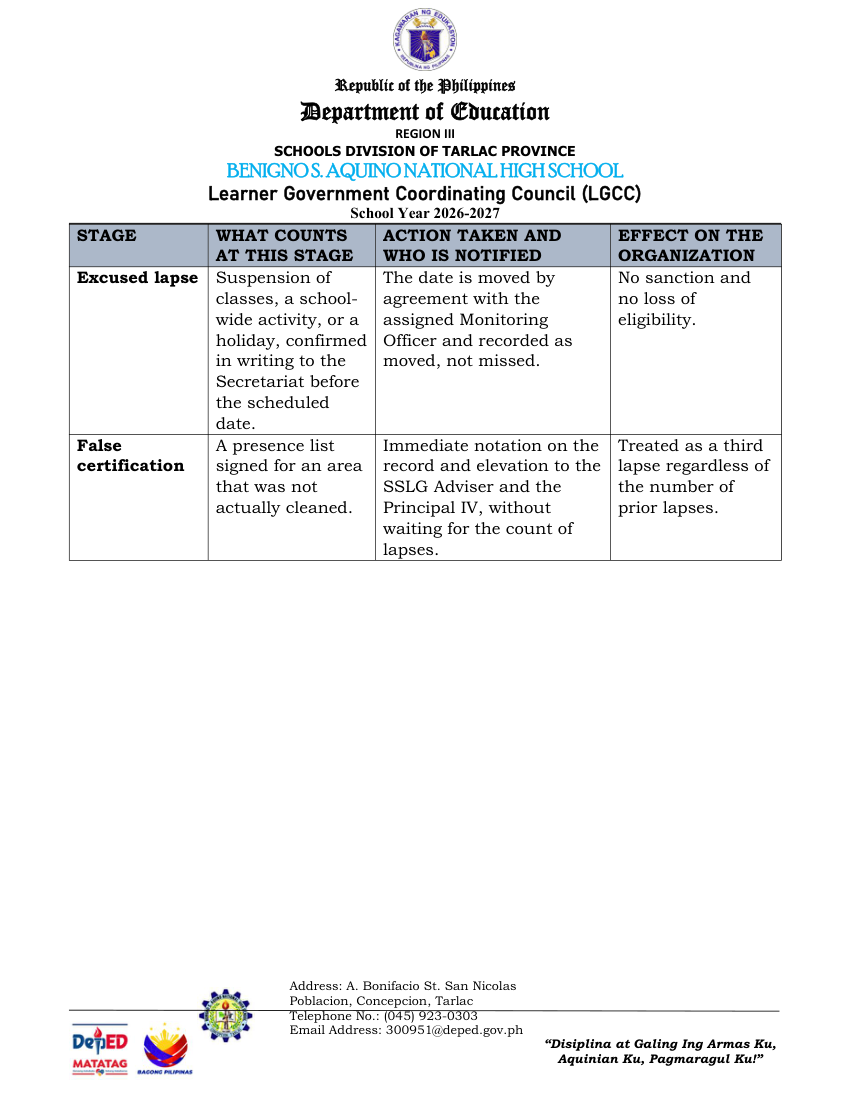 KAGAWARAN NG EDUKASYON
REPUBLIKA NG PILIPINAS
Republic of the Philippines
Department of Education
REGION III
SCHOOLS DIVISION OF TARLAC PROVINCE
BENIGNO S. AQUINO NATIONAL HIGH SCHOOL
Learner Government Coordinating Council (LGCC)
School Year 2026-2027
STAGE
WHAT COUNTS
AT THIS STAGE
ACTION TAKEN AND
WHO IS NOTIFIED
EFFECT ON THE
ORGANIZATION
Excused lapse
Suspension of
classes, a school-
wide activity, or a
holiday, confirmed
in writing to the
Secretariat before
the scheduled
date.
The date is moved by
agreement with the
assigned Monitoring
Officer and recorded as
moved, not missed.
No sanction and
no loss of
eligibility.
False
certification
A presence list
signed for an area
that was not
actually cleaned.
Immediate notation on the
record and elevation to the
SSLG Adviser and the
Principal IV, without
waiting for the count of
lapses.
Treated as a third
lapse regardless of
the number of
prior lapses.
Address: A. Bonifacio St. San Nicolas
Poblacion, Concepcion, Tarlac
Telephone No.: (045) 923-0303
Email Address: 300951@deped.gov.ph
DepED
MATATAG
BAGONG PILIPINAS
“Disiplina at Galing Ing Armas Ku,
Aquinian Ku, Pagmaragul Ku!”